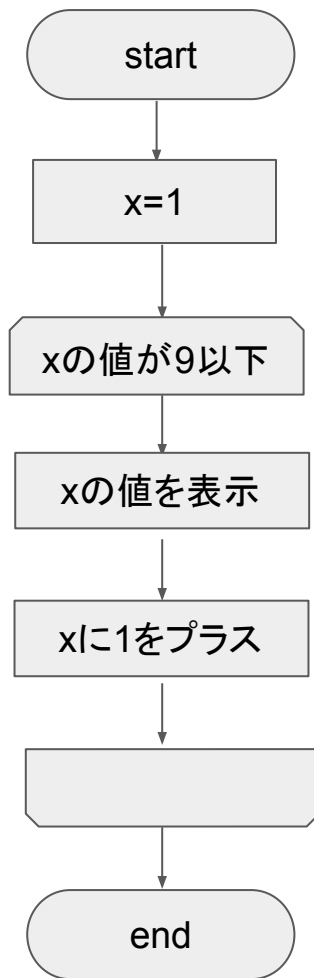 start
x=1
xの値が9以下
xの値を表示
xに1をプラス
end